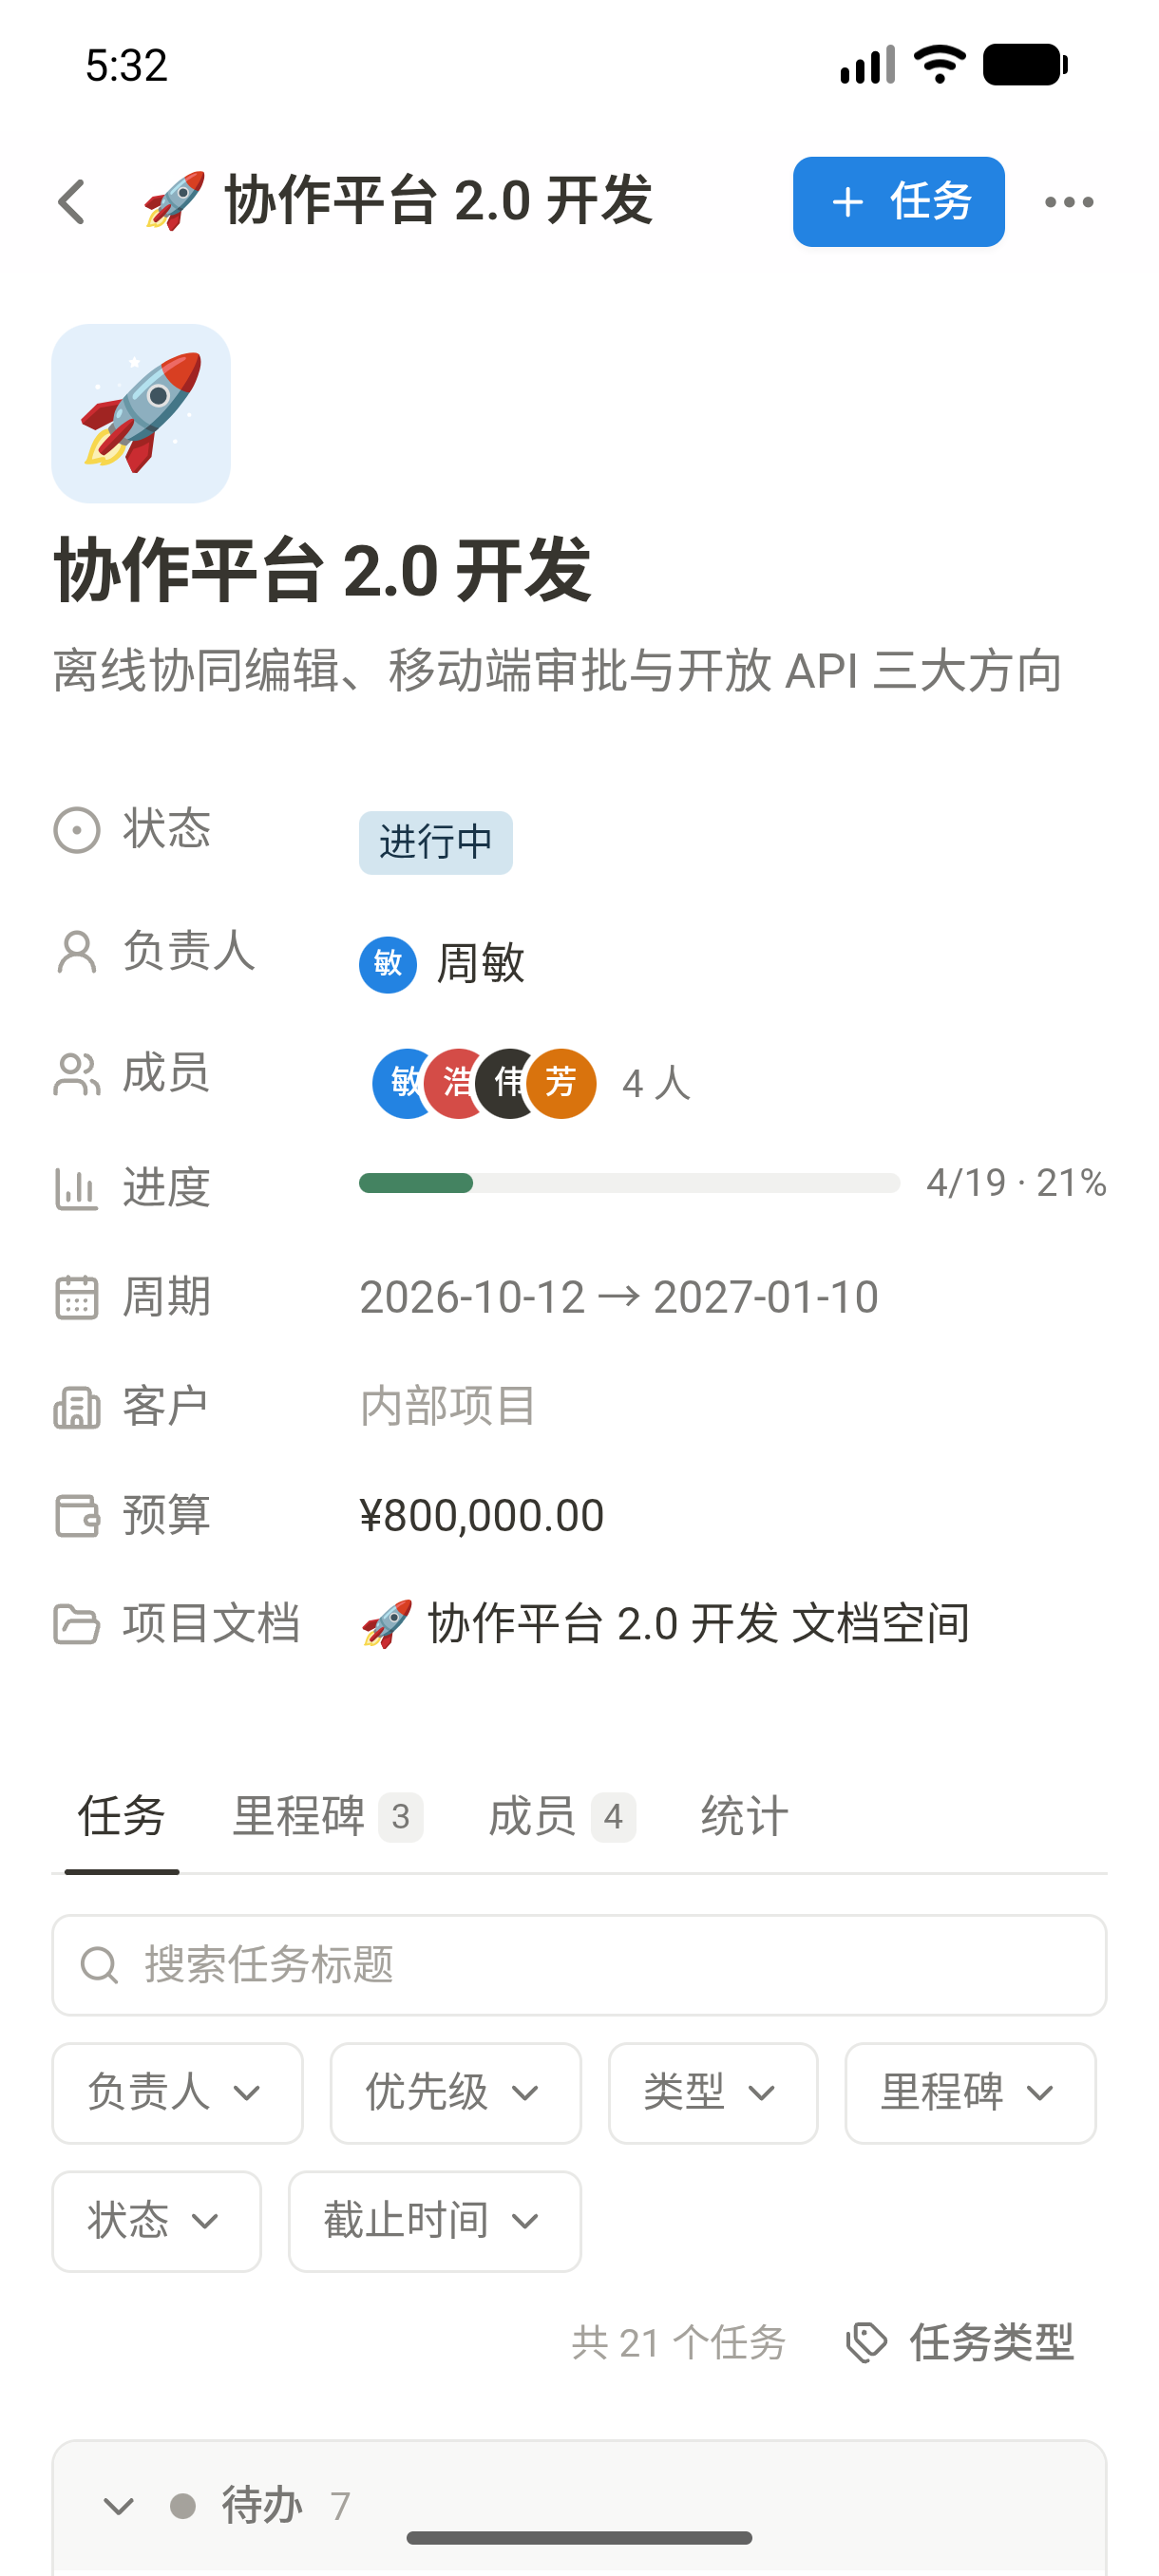 5:32
🚀 协作平台 2.0 开发
+ 任务
协作平台 2.0 开发
离线协同编辑、移动端审批与开放 API 三大方向
状态 进行中
负责人 敏 周敏
成员 敏 浩 伟 芳 4 人
进度 4/19 · 21%
周期 2026-10-12 → 2027-01-10
客户 内部项目
预算 ¥800,000.00
项目文档 🚀 协作平台 2.0 开发 文档空间
任务 里程碑 3 成员 4 统计
搜索任务标题
负责人 优先级 类型 里程碑
状态 截止时间
共 21 个任务 任务类型
待办 7